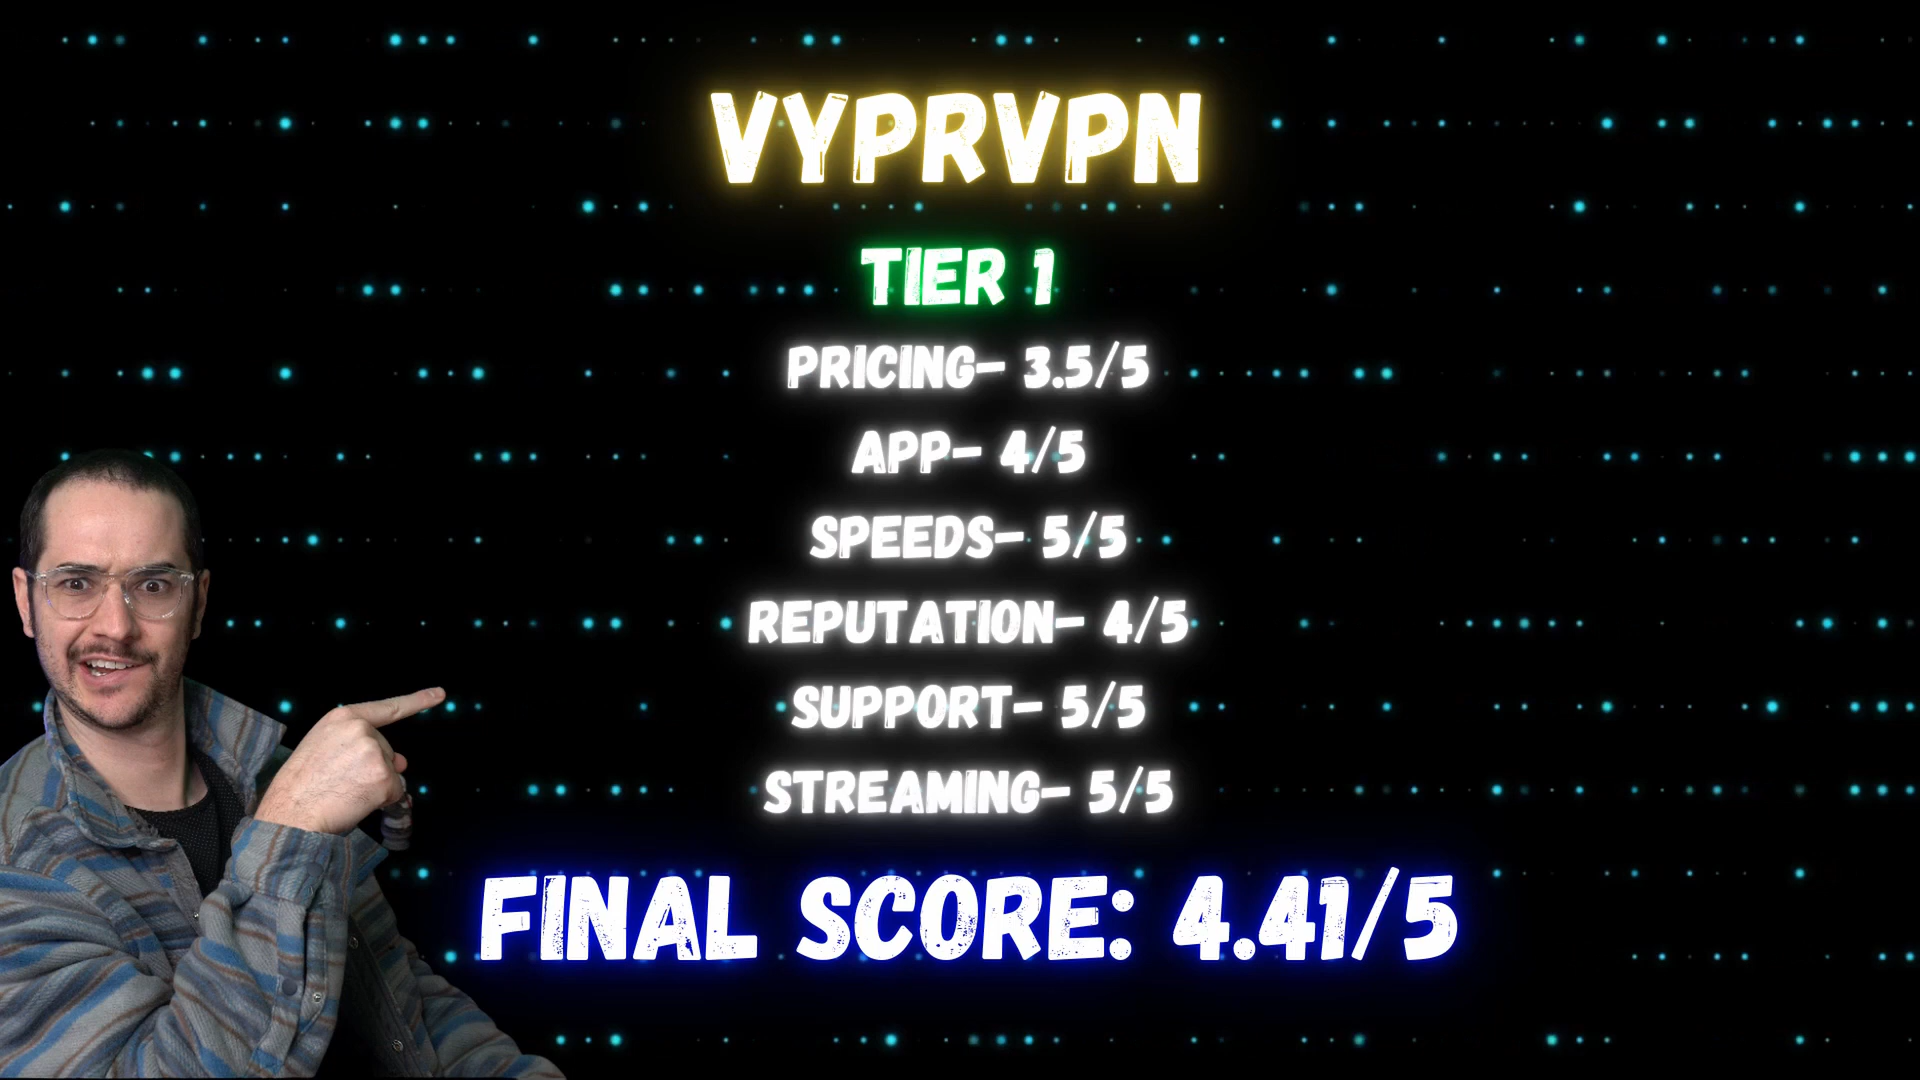 VYPRVPN
TIER 1
PRICING- 3.5/5
APP- 4/5
SPEEDS- 5/5
REPUTATION- 4/5
SUPPORT- 5/5
STREAMING- 5/5
FINAL SCORE: 4.41/5